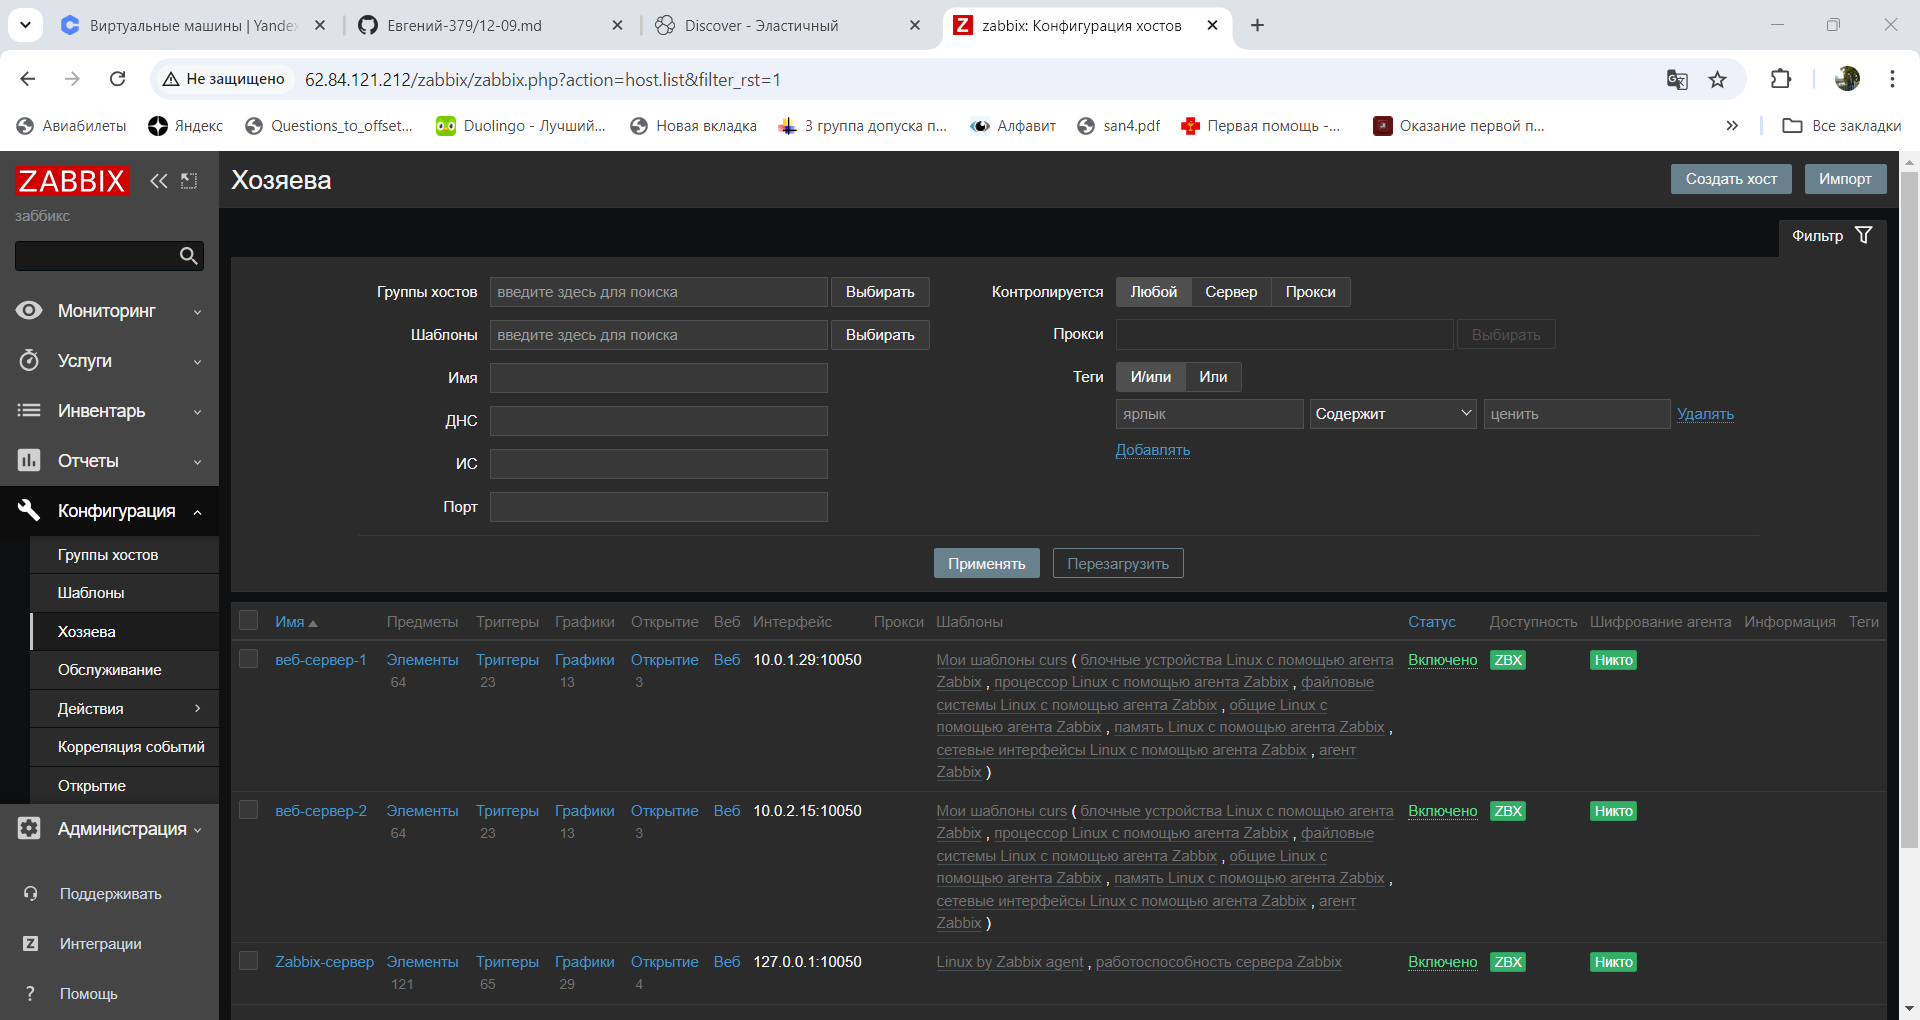 Виртуальные машины | Yande
Евгений-379/12-09.md
Discover - Эластичный
zabbix: Конфигурация хостов
Не защищено
62.84.121.212/zabbix/zabbix.php?action=host.list&filter_rst=1
Авиабилеты
Яндекс
Questions_to_offset...
Duolingo - Лучший...
Новая вкладка
3 группа допуска п...
Алфавит
san4.pdf
Первая помощь -...
Оказание первой п...
Все закладки
ZABBIX
заббикс
Мониторинг
Услуги
Инвентарь
Отчеты
Конфигурация
Группы хостов
Шаблоны
Хозяева
Обслуживание
Действия
Корреляция событий
Открытие
Администрация
Поддерживать
Интеграции
Помощь
Хозяева
Создать хост
Импорт
Фильтр
Группы хостов введите здесь для поиска Выбирать
Шаблоны введите здесь для поиска Выбирать
Имя
ДНС
ИС
Порт
Контролируется Любой Сервер Прокси
Прокси Выбирать
Теги И/или Или
ярлык Содержит ценить Удалять
Добавлять
Применять Перезагрузить
Имя Предметы Триггеры Графики Открытие Веб Интерфейс Прокси Шаблоны Статус Доступность Шифрование агента Информация Теги
веб-сервер-1 Элементы Триггеры Графики Открытие Веб 10.0.1.29:10050 Мои шаблоны curs ( блочные устройства Linux с помощью агента Включено ZBX Никто
64 23 13 3 Zabbix , процессор Linux с помощью агента Zabbix , файловые
системы Linux с помощью агента Zabbix , общие Linux с
помощью агента Zabbix , память Linux с помощью агента Zabbix ,
сетевые интерфейсы Linux с помощью агента Zabbix , агент
Zabbix )
веб-сервер-2 Элементы Триггеры Графики Открытие Веб 10.0.2.15:10050 Мои шаблоны curs ( блочные устройства Linux с помощью агента Включено ZBX Никто
64 23 13 3 Zabbix , процессор Linux с помощью агента Zabbix , файловые
системы Linux с помощью агента Zabbix , общие Linux с
помощью агента Zabbix , память Linux с помощью агента Zabbix ,
сетевые интерфейсы Linux с помощью агента Zabbix , агент
Zabbix )
Zabbix-сервер Элементы Триггеры Графики Открытие Веб 127.0.0.1:10050 Linux by Zabbix agent , работоспособность сервера Zabbix Включено ZBX Никто
121 65 29 4